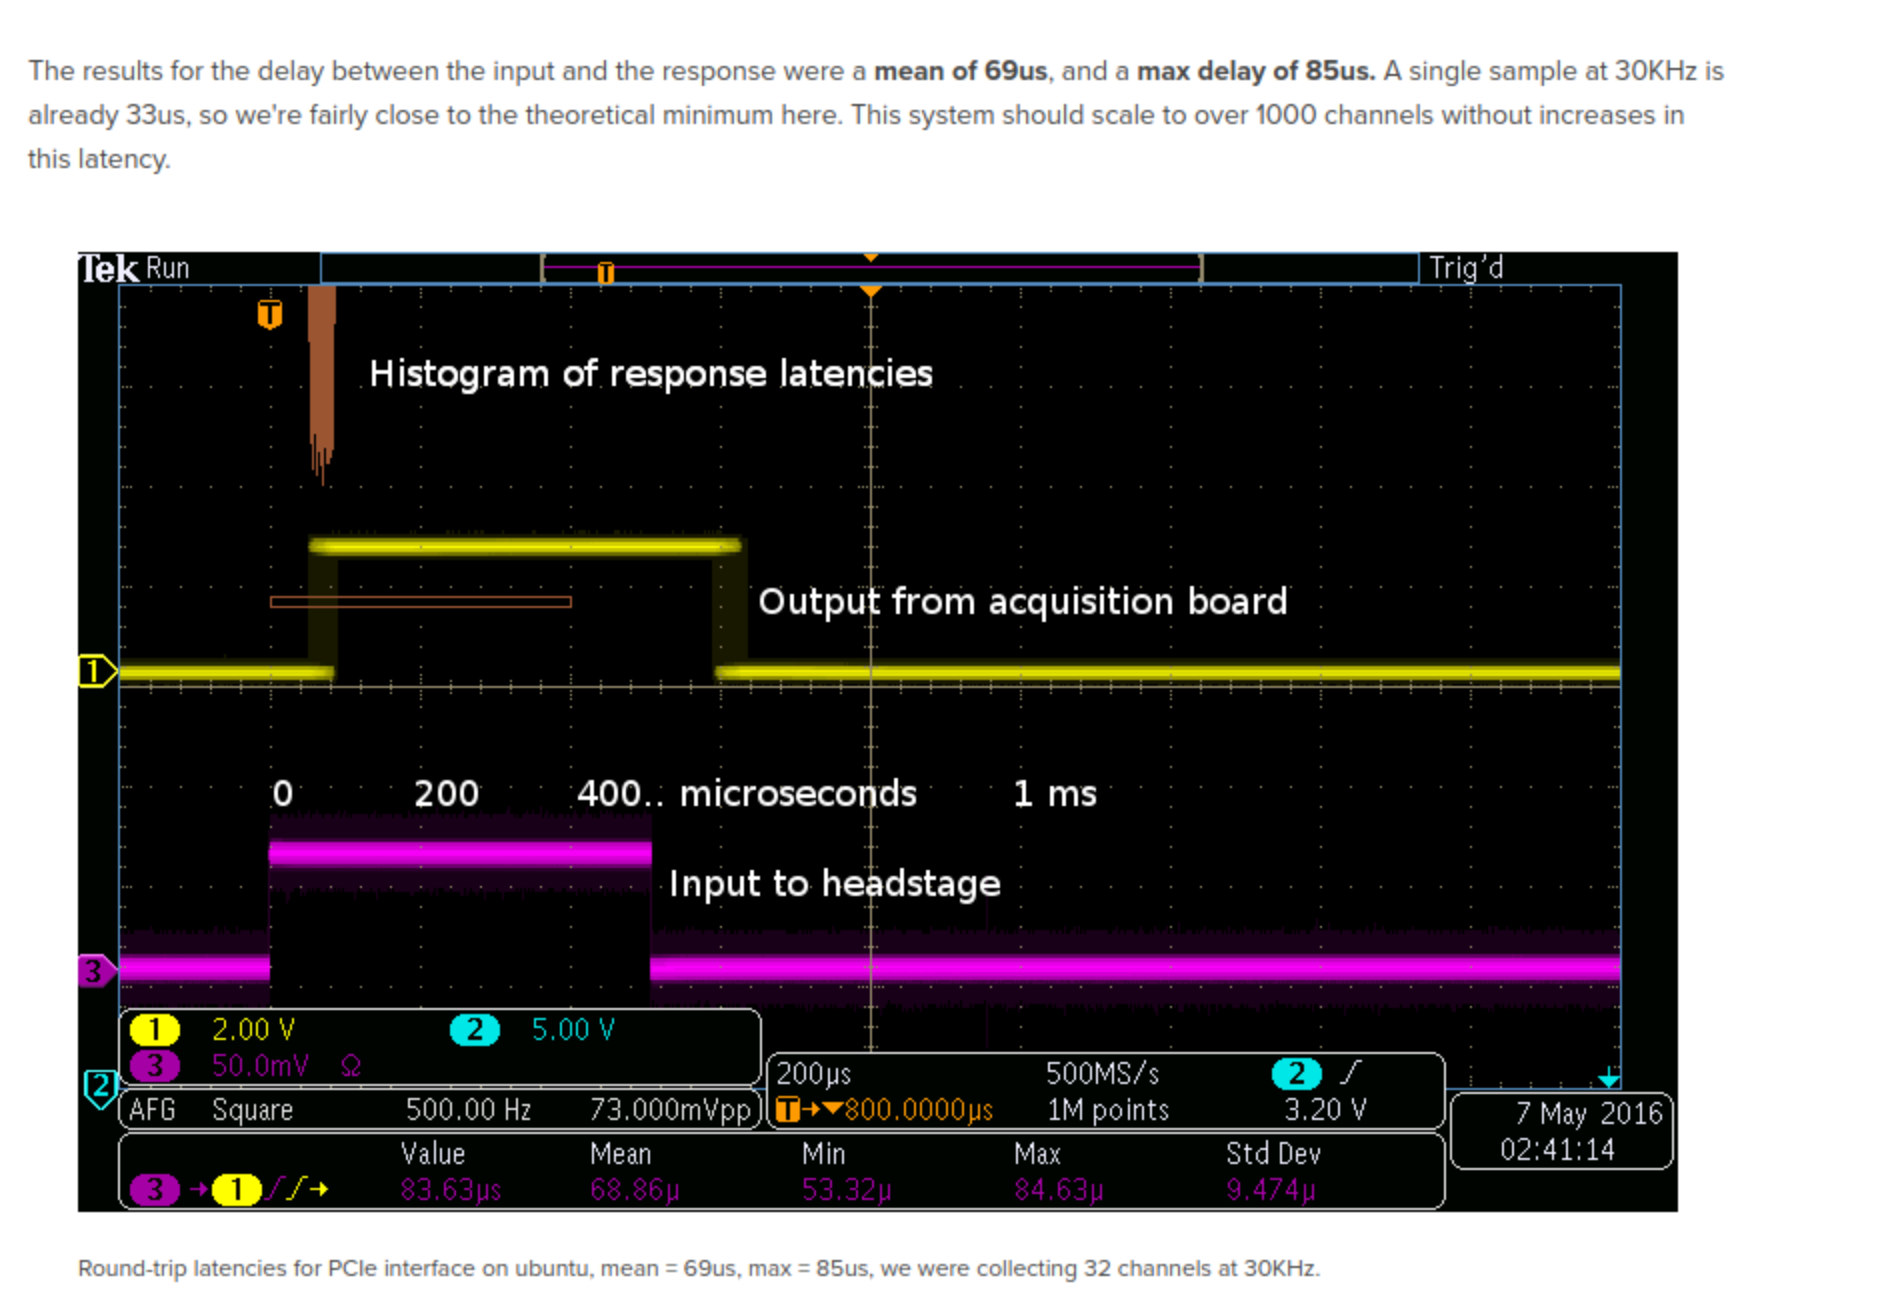 The results for the delay between the input and the response were a mean of 69us, and a max delay of 85us. A single sample at 30KHz is
already 33us, so we're fairly close to the theoretical minimum here. This system should scale to over 1000 channels without increases in
this latency.
Tek Run Trig'd
T
T
Histogram of response latencies
Output from acquisition board
1
0 200 400.. microseconds 1 ms
Input to headstage
3
1 2.00 V 2 5.00 V
3 50.0mV Ω
2
200µs 500MS/s 2
T→▼800.0000µs 1M points 3.20 V
AFG Square 500.00 Hz 73.000mVpp
7 May 2016
02:41:14
Value Mean Min Max Std Dev
3 → 1 83.63µs 68.86µ 53.32µ 84.63µ 9.474µ
Round-trip latencies for PCIe interface on ubuntu, mean = 69us, max = 85us, we were collecting 32 channels at 30KHz.